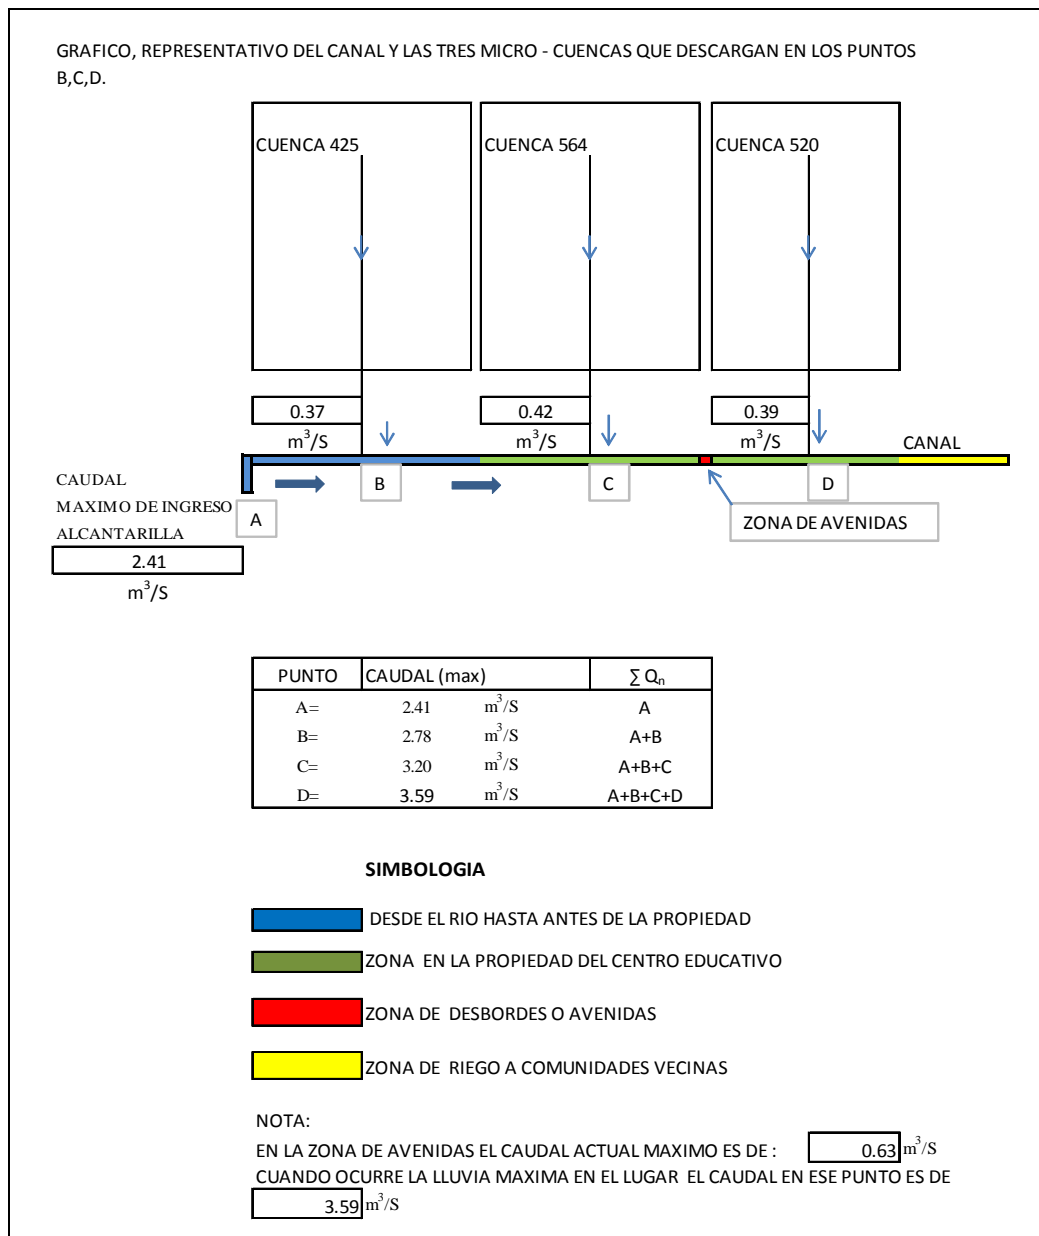 GRAFICO, REPRESENTATIVO DEL CANAL Y LAS TRES MICRO - CUENCAS QUE DESCARGAN EN LOS PUNTOS
B,C,D.
CUENCA 425
CUENCA 564
CUENCA 520
0.37
m³/S
0.42
m³/S
0.39
m³/S
CANAL
CAUDAL
MAXIMO DE INGRESO
ALCANTARILLA
2.41
m³/S
A
B
C
D
ZONA DE AVENIDAS
PUNTO CAUDAL (max) ∑ Qₙ
A= 2.41 m³/S A
B= 2.78 m³/S A+B
C= 3.20 m³/S A+B+C
D= 3.59 m³/S A+B+C+D
SIMBOLOGIA
DESDE EL RIO HASTA ANTES DE LA PROPIEDAD
ZONA EN LA PROPIEDAD DEL CENTRO EDUCATIVO
ZONA DE DESBORDES O AVENIDAS
ZONA DE RIEGO A COMUNIDADES VECINAS
NOTA:
EN LA ZONA DE AVENIDAS EL CAUDAL ACTUAL MAXIMO ES DE : 0.63 m³/S
CUANDO OCURRE LA LLUVIA MAXIMA EN EL LUGAR EL CAUDAL EN ESE PUNTO ES DE
3.59 m³/S